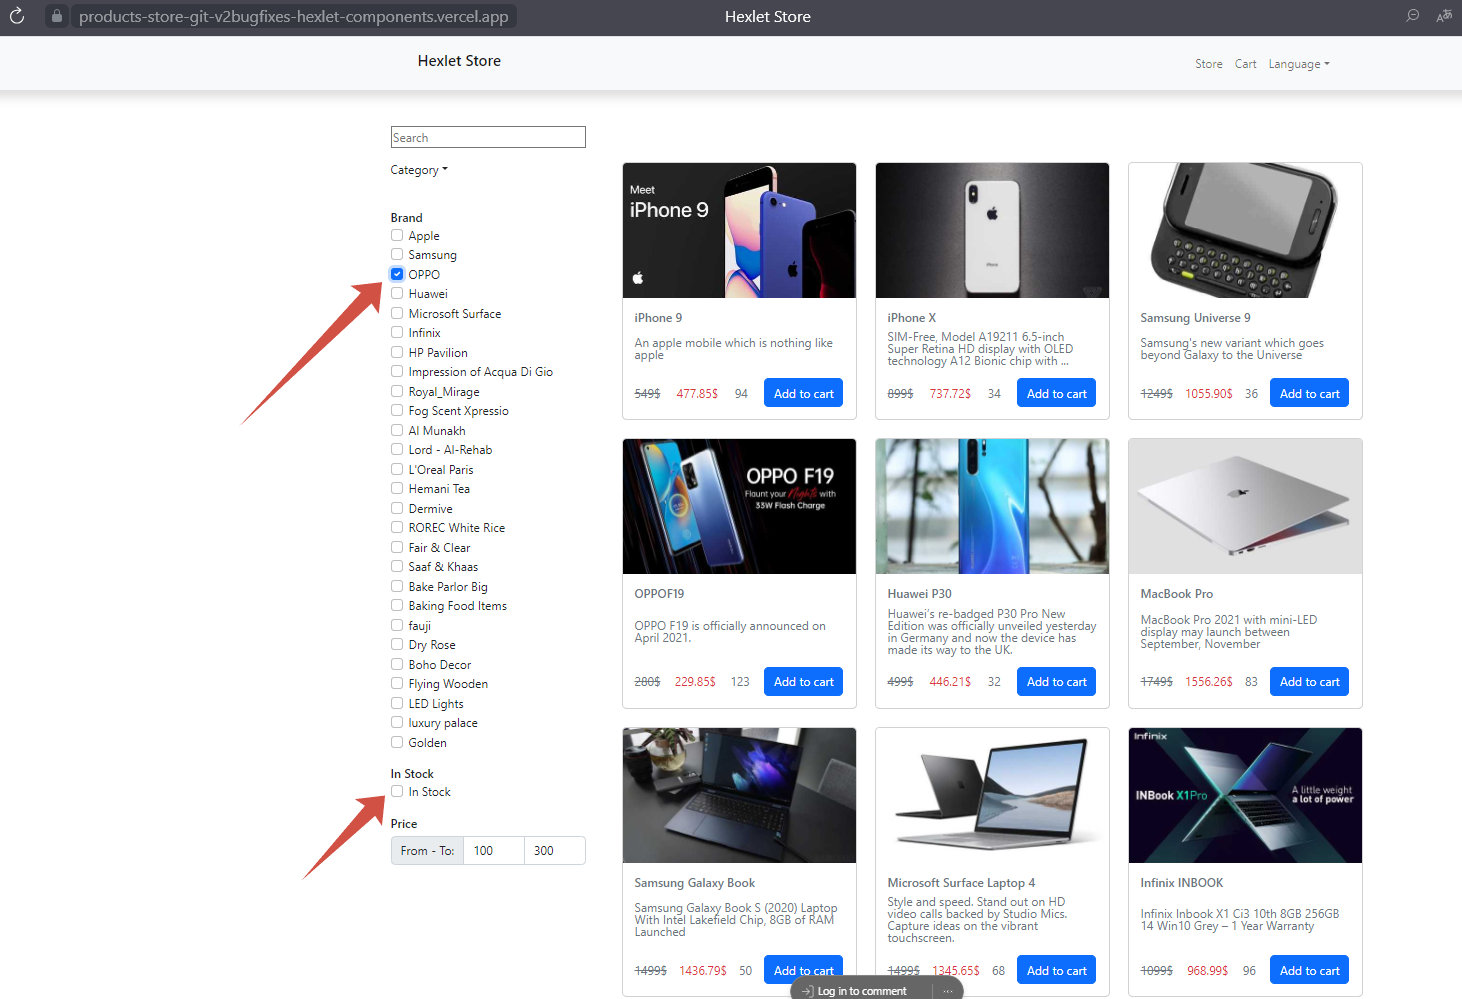 products-store-git-v2bugfixes-hexlet-components.vercel.app
Hexlet Store
Hexlet Store
Store
Cart
Language
Search
Category
Brand
Apple
Samsung
OPPO
Huawei
Microsoft Surface
Infinix
HP Pavilion
Impression of Acqua Di Gio
Royal_Mirage
Fog Scent Xpressio
Al Munakh
Lord - Al-Rehab
L'Oreal Paris
Hemani Tea
Dermive
ROREC White Rice
Fair & Clear
Saaf & Khaas
Bake Parlor Big
Baking Food Items
fauji
Dry Rose
Boho Decor
Flying Wooden
LED Lights
luxury palace
Golden
In Stock
In Stock
Price
From - To:
100
300
Meet
iPhone 9
iPhone 9
An apple mobile which is nothing like
apple
549$ 477.85$ 94 Add to cart
iPhone
iPhone X
SIM-Free, Model A19211 6.5-inch
Super Retina HD display with OLED
technology A12 Bionic chip with ...
899$ 737.72$ 34 Add to cart
Samsung Universe 9
Samsung's new variant which goes
beyond Galaxy to the Universe
1249$ 1055.90$ 36 Add to cart
OPPO F19
Flaunt your Nights with
33W Flash Charge
OPPOF19
OPPO F19 is officially announced on
April 2021.
280$ 229.85$ 123 Add to cart
Huawei P30
Huawei's re-badged P30 Pro New
Edition was officially unveiled yesterday
in Germany and now the device has
made its way to the UK.
499$ 446.21$ 32 Add to cart
MacBook Pro
MacBook Pro 2021 with mini-LED
display may launch between
September, November
1749$ 1556.26$ 83 Add to cart
Samsung Galaxy Book
Samsung Galaxy Book S (2020) Laptop
With Intel Lakefield Chip, 8GB of RAM
Launched
1499$ 1436.79$ 50 Add to cart
Microsoft Surface Laptop 4
Style and speed. Stand out on HD
video calls backed by Studio Mics.
Capture ideas on the vibrant
touchscreen.
1499$ 1345.65$ 68 Add to cart
Infinix
INBook X1Pro
A little weight
a lot of power
Infinix INBOOK
Infinix Inbook X1 Ci3 10th 8GB 256GB
14 Win10 Grey – 1 Year Warranty
1099$ 968.99$ 96 Add to cart
Log in to comment